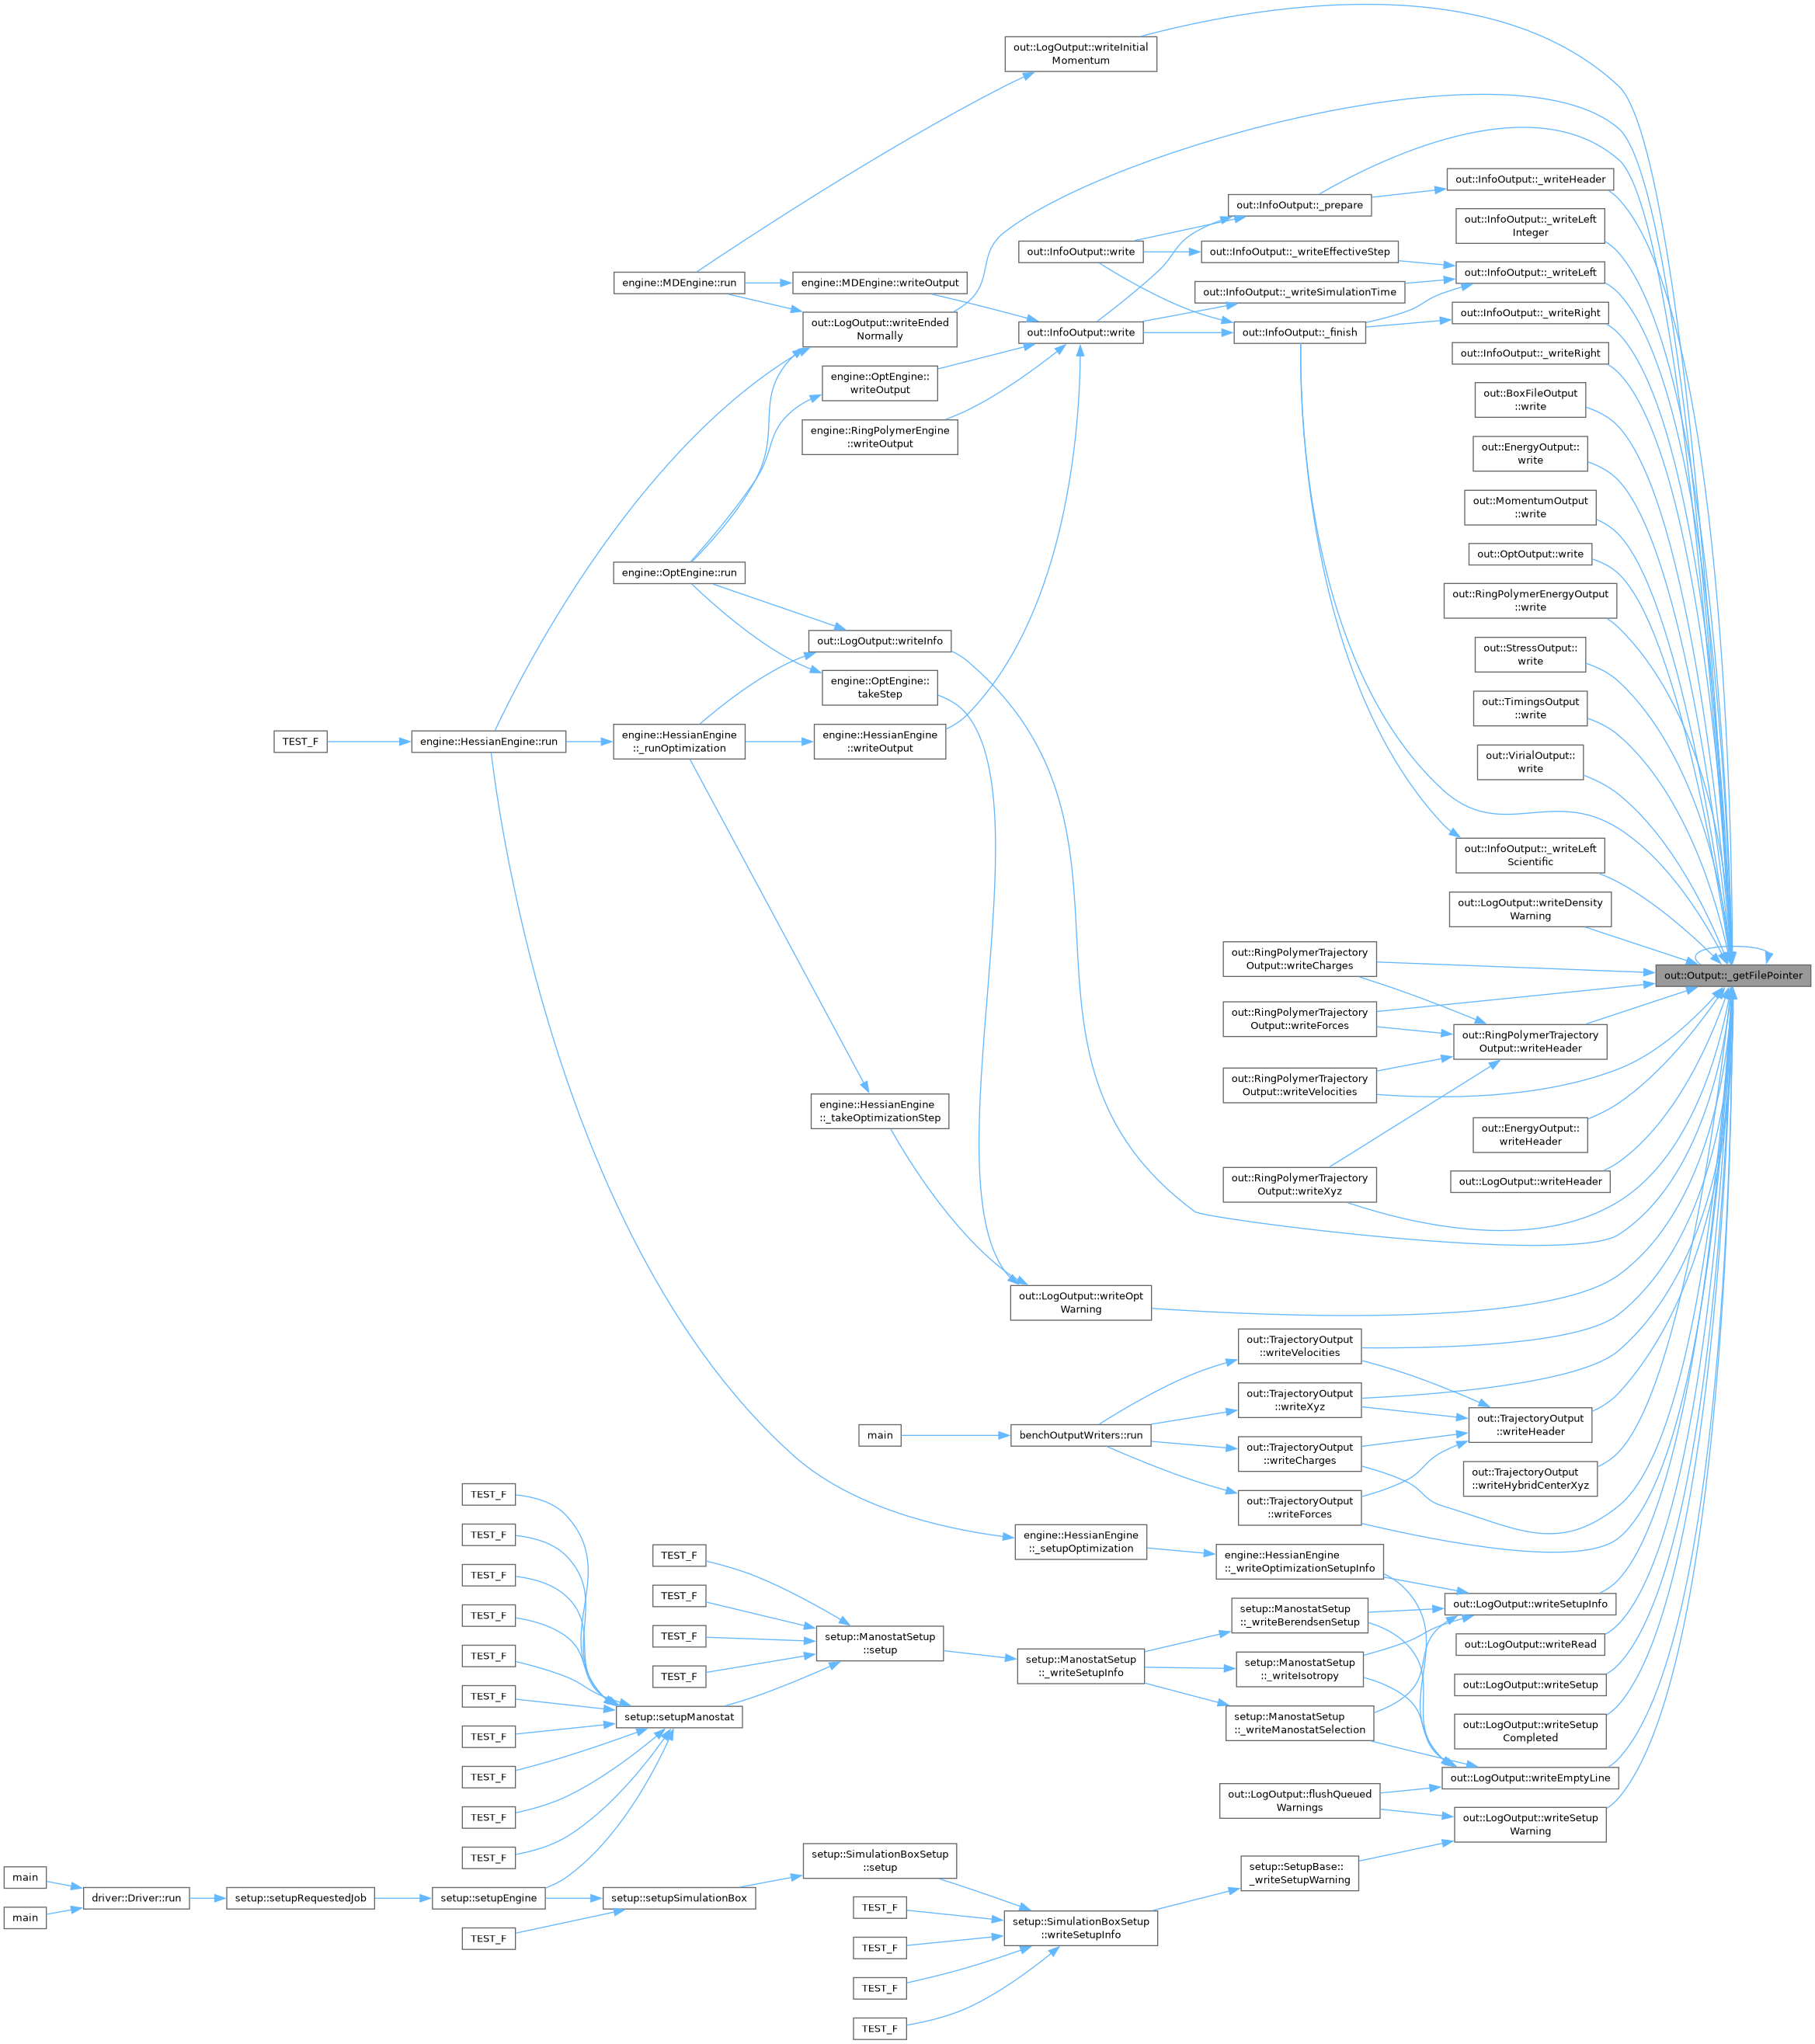 out::LogOutput::writeInitial
Momentum
out::InfoOutput::_writeHeader
out::InfoOutput::_prepare
out::InfoOutput::_writeLeft
Integer
out::InfoOutput::write
out::InfoOutput::_writeEffectiveStep
out::InfoOutput::_writeLeft
engine::MDEngine::run
engine::MDEngine::writeOutput
out::InfoOutput::_writeSimulationTime
out::InfoOutput::_writeRight
out::LogOutput::writeEnded
Normally
out::InfoOutput::write
out::InfoOutput::_finish
out::InfoOutput::_writeRight
engine::OptEngine::
writeOutput
out::BoxFileOutput
::write
engine::RingPolymerEngine
::writeOutput
out::EnergyOutput::
write
out::MomentumOutput
::write
out::OptOutput::write
engine::OptEngine::run
out::RingPolymerEnergyOutput
::write
out::LogOutput::writeInfo
out::StressOutput::
write
engine::OptEngine::
takeStep
out::TimingsOutput
::write
TEST_F
engine::HessianEngine::run
engine::HessianEngine
::_runOptimization
engine::HessianEngine
::writeOutput
out::VirialOutput::
write
out::InfoOutput::_writeLeft
Scientific
out::LogOutput::writeDensity
Warning
out::RingPolymerTrajectory
Output::writeCharges
out::Output::_getFilePointer
out::RingPolymerTrajectory
Output::writeForces
out::RingPolymerTrajectory
Output::writeHeader
out::RingPolymerTrajectory
Output::writeVelocities
engine::HessianEngine
::_takeOptimizationStep
out::EnergyOutput::
writeHeader
out::RingPolymerTrajectory
Output::writeXyz
out::LogOutput::writeHeader
out::LogOutput::writeOpt
Warning
out::TrajectoryOutput
::writeVelocities
out::TrajectoryOutput
::writeXyz
out::TrajectoryOutput
::writeHeader
main
benchOutputWriters::run
out::TrajectoryOutput
::writeCharges
out::TrajectoryOutput
::writeHybridCenterXyz
TEST_F
out::TrajectoryOutput
::writeForces
TEST_F
engine::HessianEngine
::_setupOptimization
TEST_F
engine::HessianEngine
::_writeOptimizationSetupInfo
TEST_F
TEST_F
out::LogOutput::writeSetupInfo
TEST_F
setup::ManostatSetup
::_writeBerendsenSetup
TEST_F
setup::ManostatSetup
::setup
out::LogOutput::writeRead
TEST_F
setup::ManostatSetup
::_writeSetupInfo
setup::ManostatSetup
::_writeIsotropy
TEST_F
out::LogOutput::writeSetup
TEST_F
setup::setupManostat
setup::ManostatSetup
::_writeManostatSelection
TEST_F
out::LogOutput::writeSetup
Completed
TEST_F
out::LogOutput::writeEmptyLine
out::LogOutput::flushQueued
Warnings
TEST_F
out::LogOutput::writeSetup
Warning
TEST_F
setup::SimulationBoxSetup
::setup
main
setup::SetupBase::
_writeSetupWarning
driver::Driver::run
setup::setupRequestedJob
setup::setupEngine
setup::setupSimulationBox
TEST_F
main
setup::SimulationBoxSetup
::writeSetupInfo
TEST_F
TEST_F
TEST_F
TEST_F